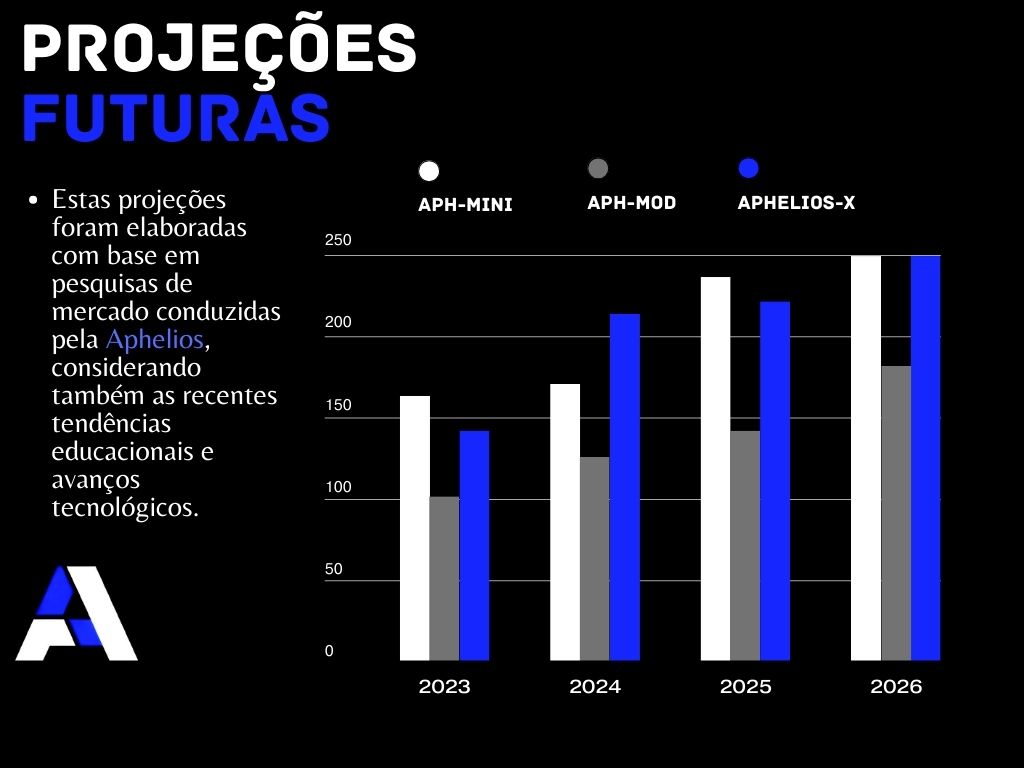 PROJEÇÕES
FUTURAS
• Estas projeções
foram elaboradas
com base em
pesquisas de
mercado conduzidas
pela Aphelios,
considerando
também as recentes
tendências
educacionais e
avanços
tecnológicos.
APH-MINI APH-MOD APHELIOS-X
250
200
150
100
50
0
2023 2024 2025 2026